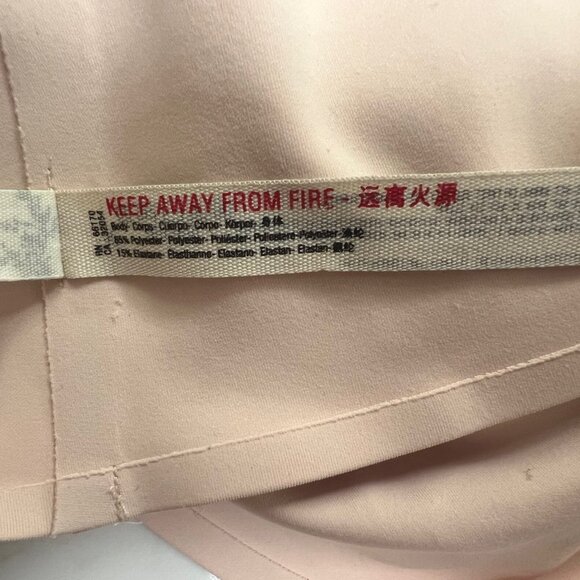 RN 66170
CA 32054
KEEP AWAY FROM FIRE - 远离火源
Body- Corps- Cuerpo- Corpo- Körper- 身体
85% Polyester- Polyester- Poliéster- Poliestere-Polyester-涤纶
15% Elastane- Elasthanne- Elastano- Elastan- Elastan-氨纶